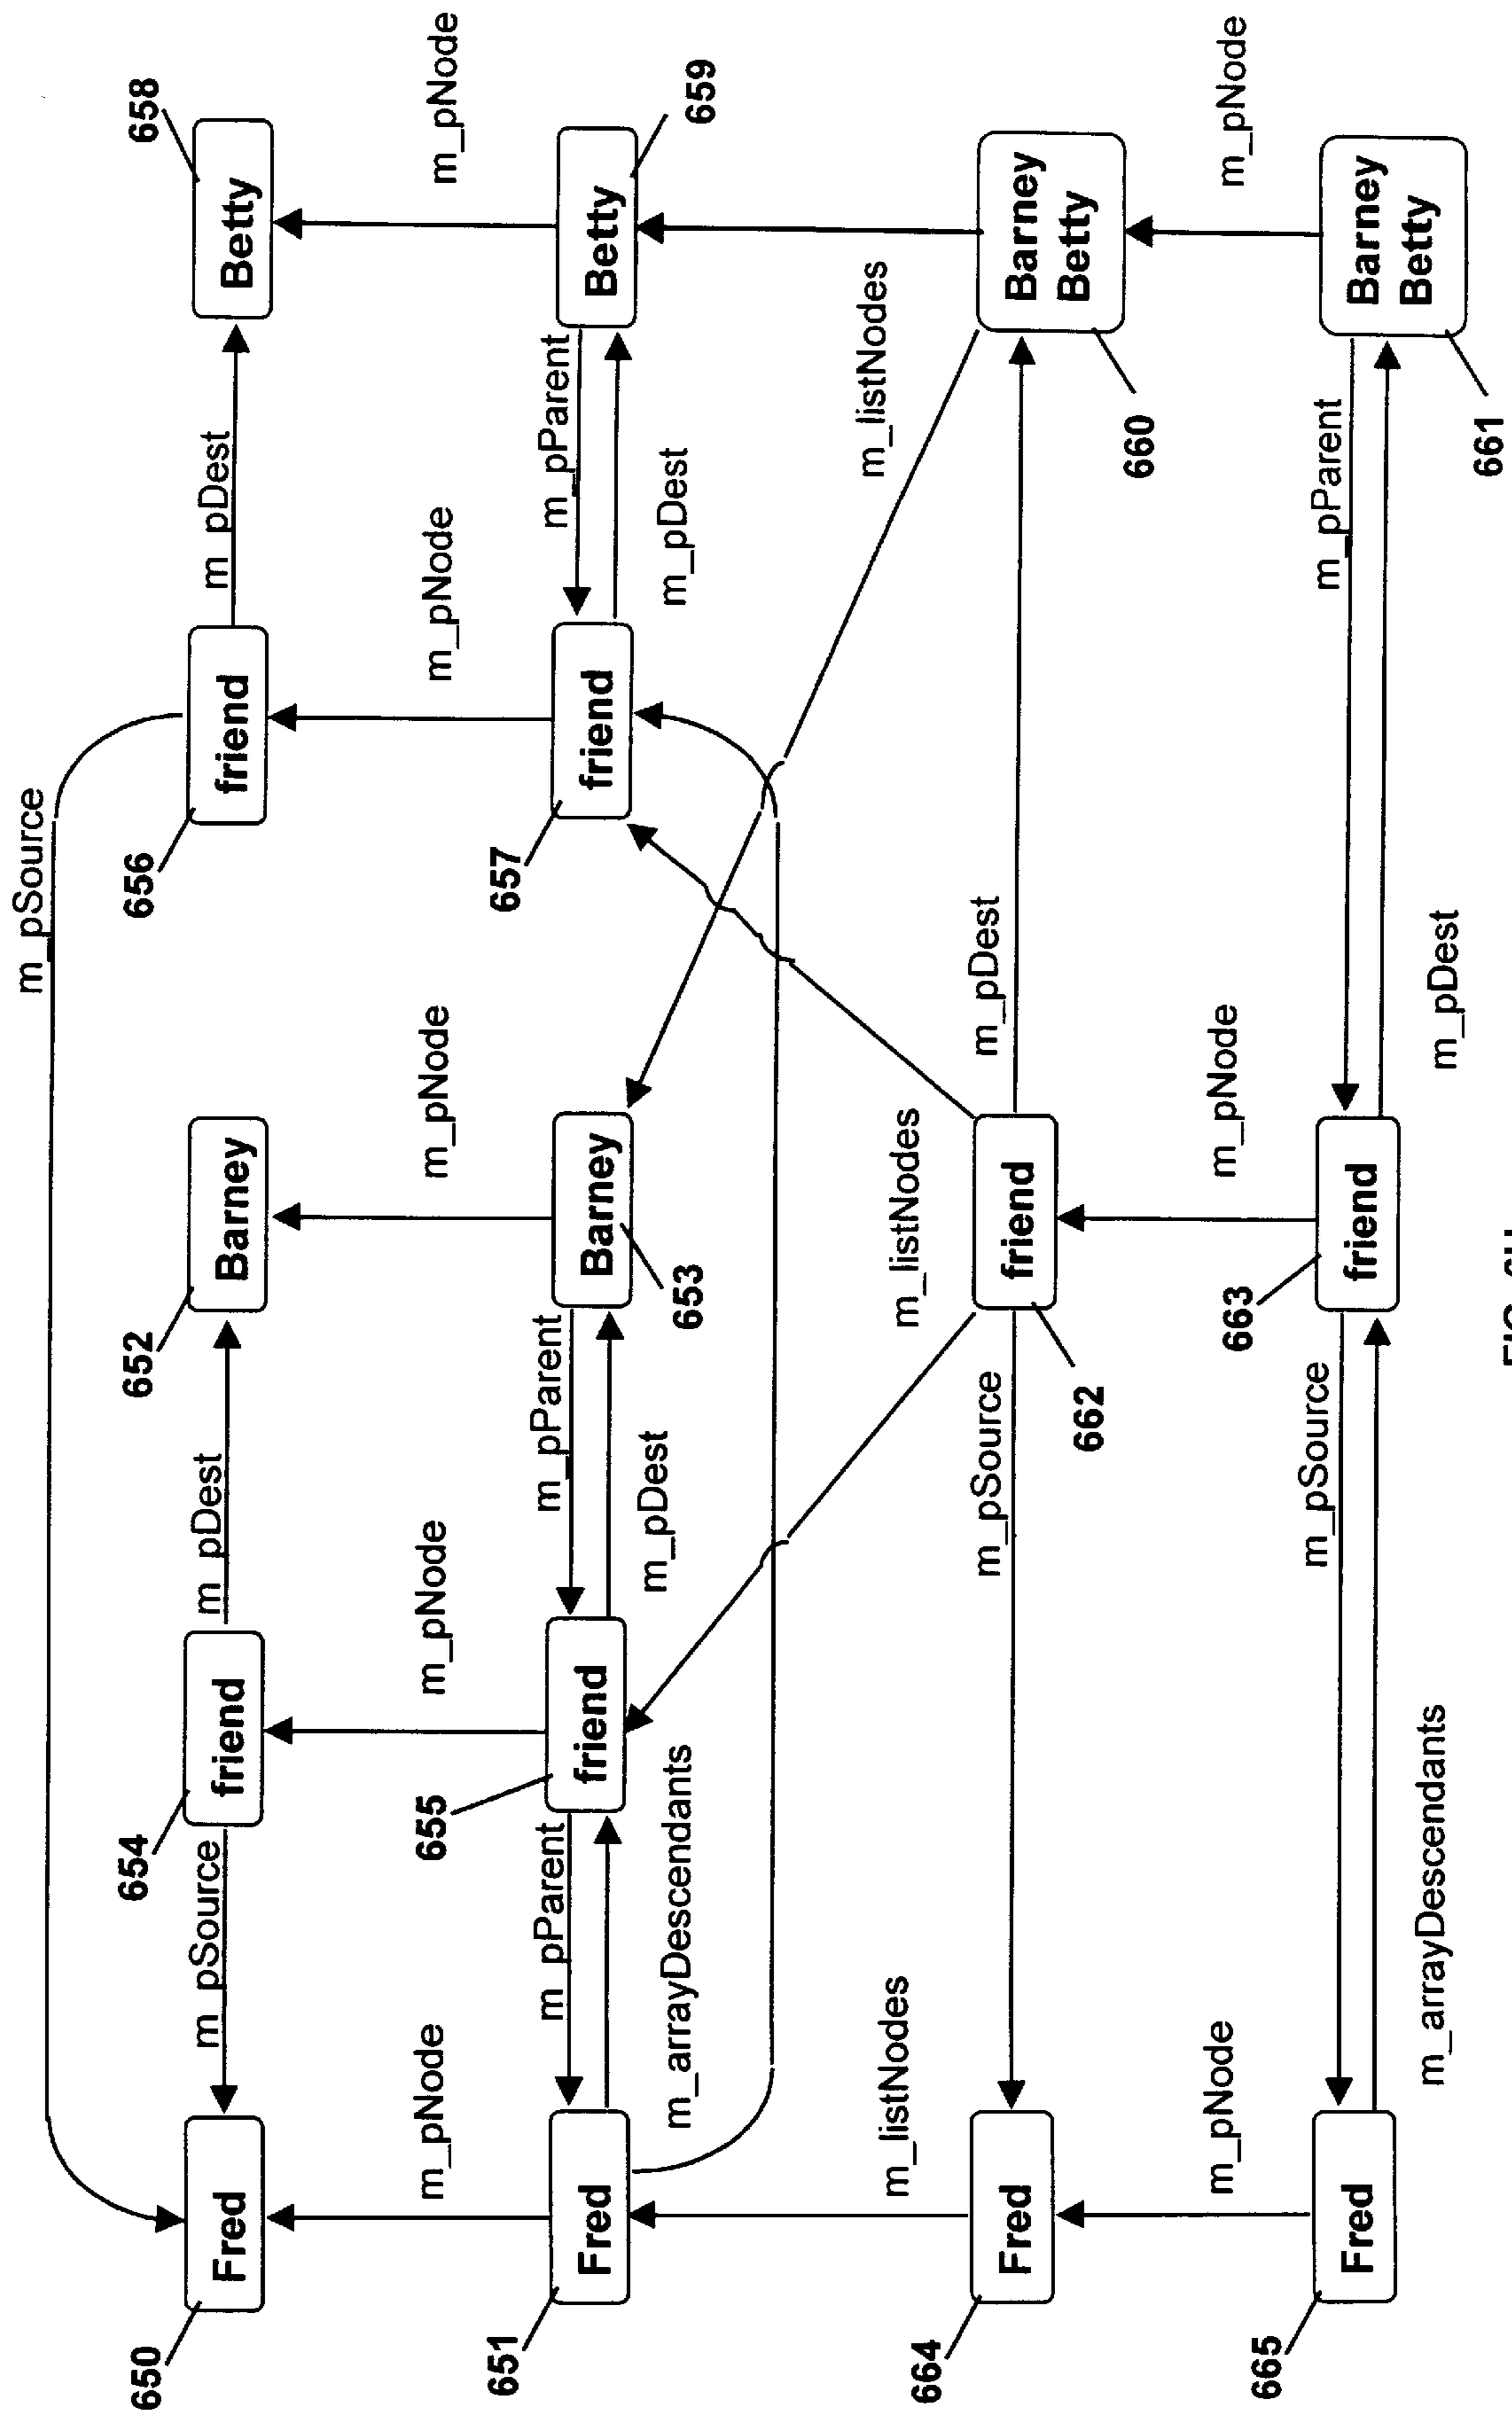 m_pSource
650
654
652
656
658
m_pSource
m_pDest
m_pDest
Fred
friend
Barney
friend
Betty
m_pNode
m_pNode
m_pNode
m_pNode
m_pNode
651
655
657
m_pParent
m_pParent
m_pParent
Fred
friend
Barney
friend
Betty
m_arrayDescendants
m_pDest
653
m_pDest
659
m_listNodes
m_listNodes
m_listNodes
664
m_pSource
m_pDest
Fred
friend
Barney
Betty
662
660
m_pNode
m_pNode
m_pNode
665
663
m_pSource
m_pParent
Fred
friend
Barney
Betty
m_arrayDescendants
m_pDest
661